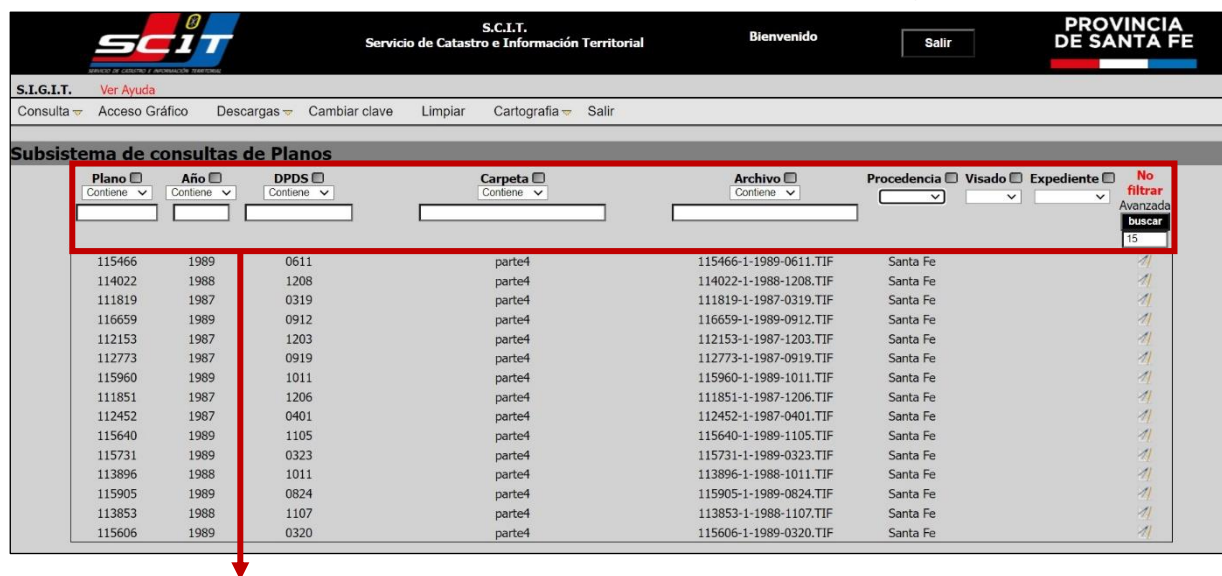 SCIT
SERVICIO DE CATASTRO E INFORMACIÓN TERRITORIAL
S.C.I.T.
Servicio de Catastro e Información Territorial
Bienvenido
Salir
PROVINCIA
DE SANTA FE
S.I.G.I.T. Ver Ayuda
Consulta Acceso Gráfico Descargas Cambiar clave Limpiar Cartografia Salir
Subsistema de consultas de Planos
Plano Año DPDS Carpeta Archivo Procedencia Visado Expediente No filtrar
Contiene Contiene Contiene Contiene Contiene
Avanzada
buscar
15
115466 1989 0611 parte4 115466-1-1989-0611.TIF Santa Fe
114022 1988 1208 parte4 114022-1-1988-1208.TIF Santa Fe
111819 1987 0319 parte4 111819-1-1987-0319.TIF Santa Fe
116659 1989 0912 parte4 116659-1-1989-0912.TIF Santa Fe
112153 1987 1203 parte4 112153-1-1987-1203.TIF Santa Fe
112773 1987 0919 parte4 112773-1-1987-0919.TIF Santa Fe
115960 1989 1011 parte4 115960-1-1989-1011.TIF Santa Fe
111851 1987 1206 parte4 111851-1-1987-1206.TIF Santa Fe
112452 1987 0401 parte4 112452-1-1987-0401.TIF Santa Fe
115640 1989 1105 parte4 115640-1-1989-1105.TIF Santa Fe
115731 1989 0323 parte4 115731-1-1989-0323.TIF Santa Fe
113896 1988 1011 parte4 113896-1-1988-1011.TIF Santa Fe
115905 1989 0824 parte4 115905-1-1989-0824.TIF Santa Fe
113853 1988 1107 parte4 113853-1-1988-1107.TIF Santa Fe
115606 1989 0320 parte4 115606-1-1989-0320.TIF Santa Fe